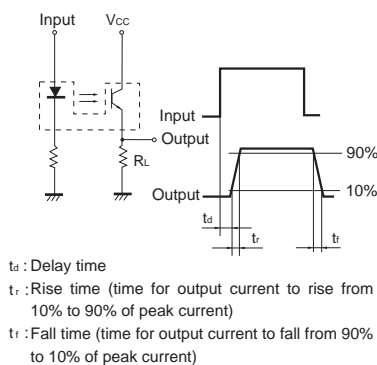 Input
VCC
Output
RL
Input
Output
90%
10%
td
tr
tf
td : Delay time
tr : Rise time (time for output current to rise from
10% to 90% of peak current)
tf : Fall time (time for output current to fall from 90%
to 10% of peak current)